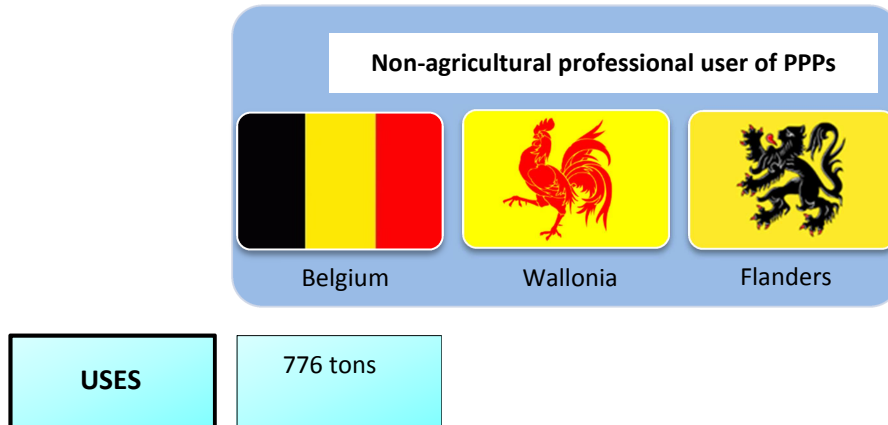 Non-agricultural professional user of PPPs
Belgium
Wallonia
Flanders
USES
776 tons